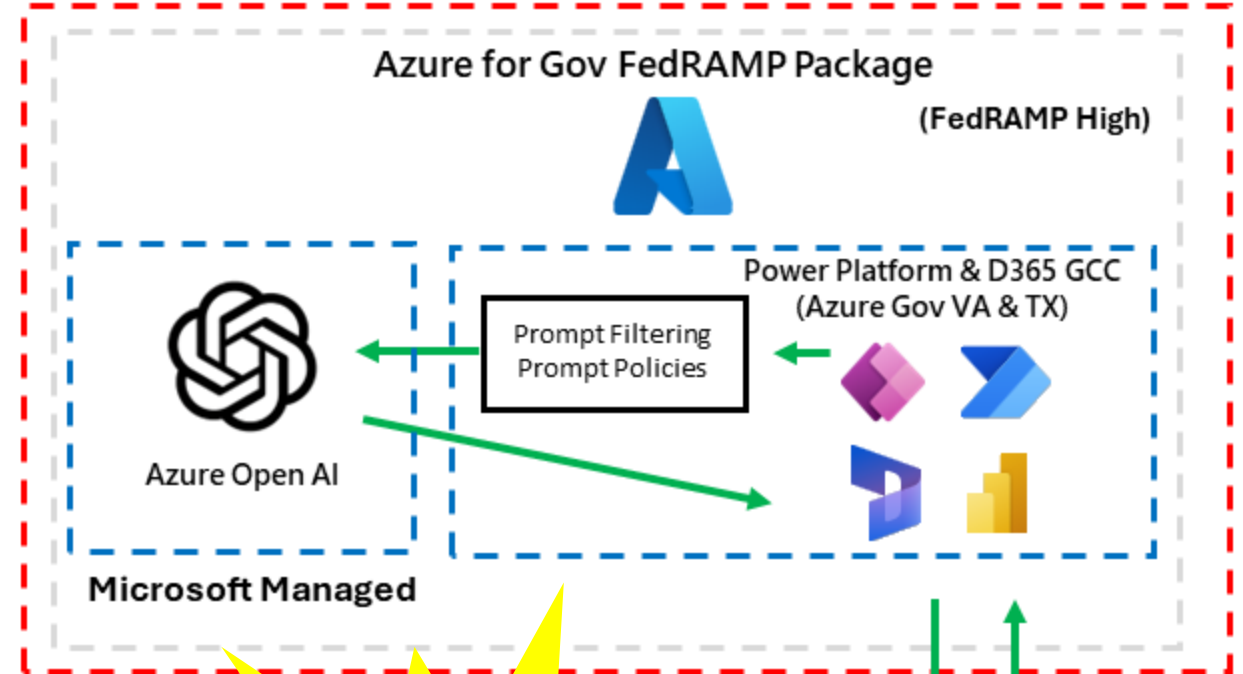 Azure for Gov FedRAMP Package
(FedRAMP High)
Power Platform & D365 GCC
(Azure Gov VA & TX)
Prompt Filtering
Prompt Policies
Azure Open AI
Microsoft Managed